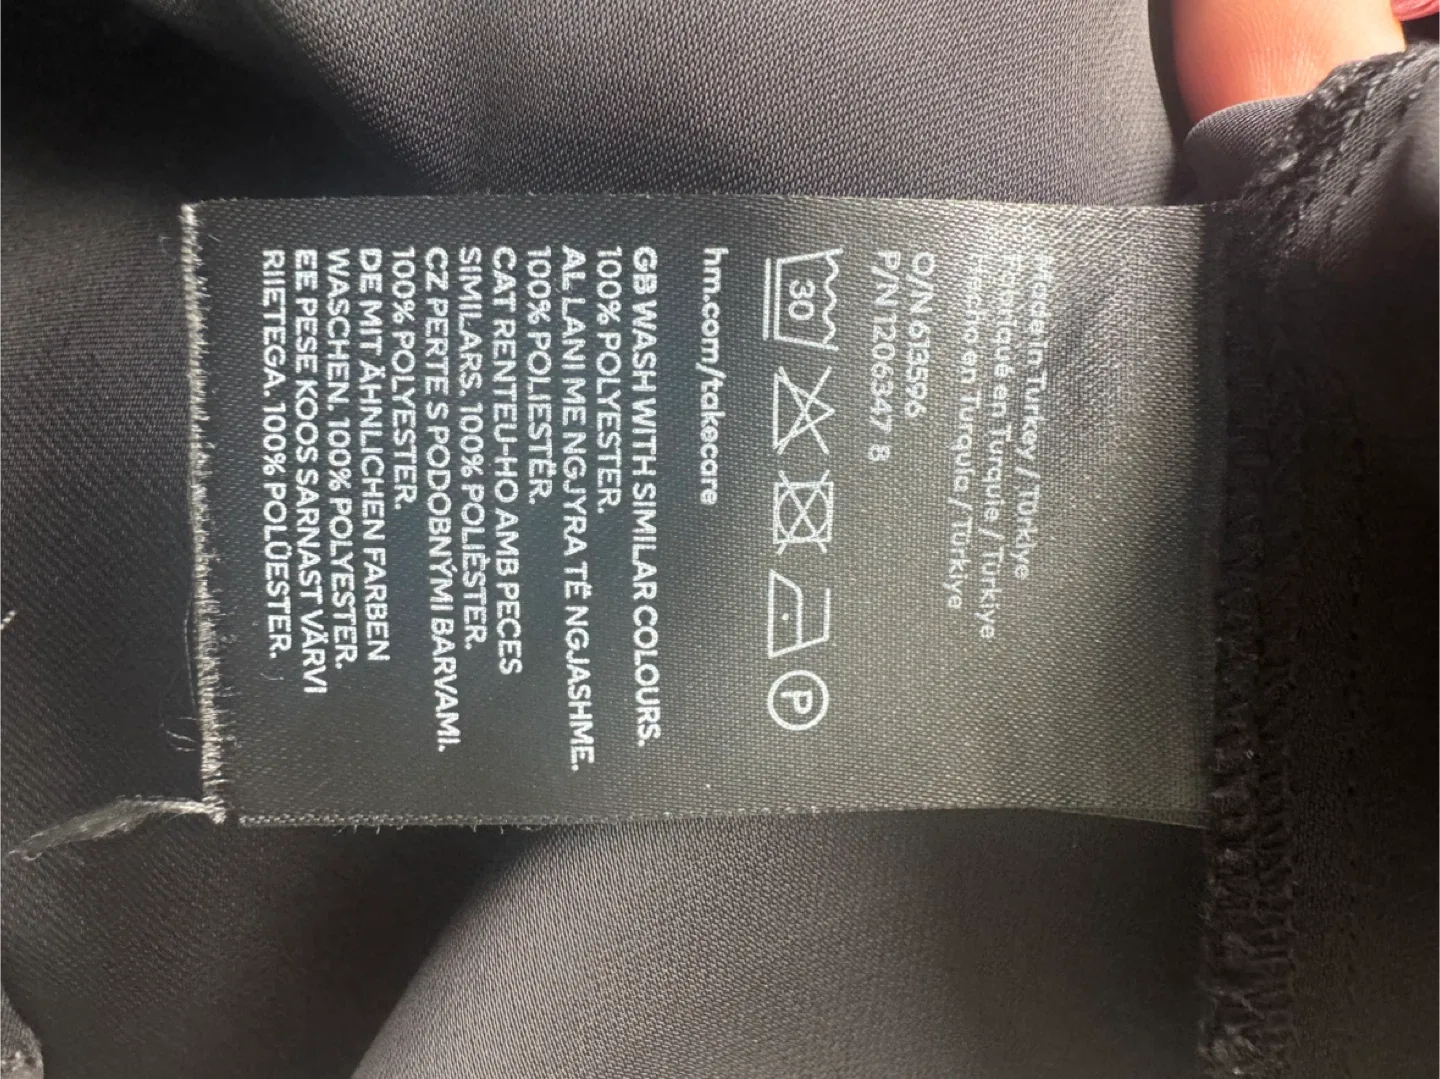 Made in Turkey / Türkiye
Fabriqué en Turquie / Türkiye
Hecho en Turquía / Türkiye
O/N 613596
P/N 1206347 8
30
P
hm.com/takecare
GB WASH WITH SIMILAR COLOURS.
100% POLYESTER.
AL LANI ME NGJYRA TË NGJASHME.
100% POLIESTËR.
CAT RENTEU-HO AMB PECES
SIMILARS. 100% POLIÈSTER.
CZ PERTE S PODOBNÝMI BARVAMI.
100% POLYESTER.
DE MIT ÄHNLICHEN FARBEN
WASCHEN. 100% POLYESTER.
EE PESE KOOS SARNAST VÄRVI
RIIETEGA. 100% POLÜESTER.